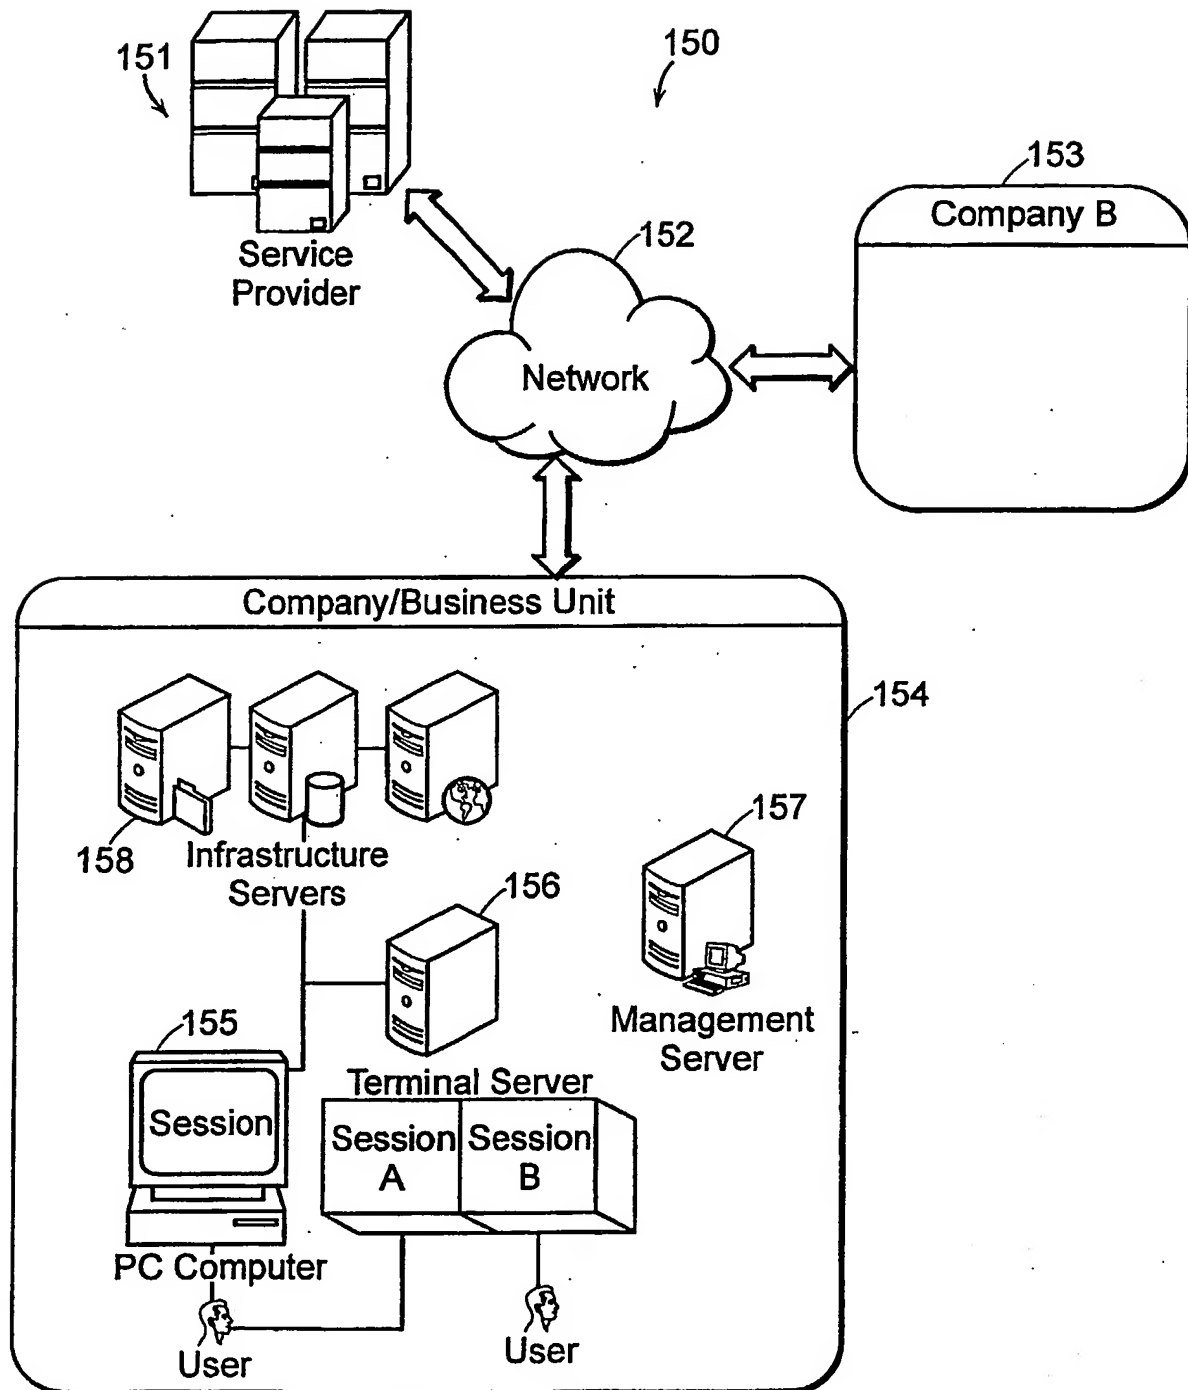 151
150
153
Company B
152
Service
Provider
Network
Company/Business Unit
154
158
Infrastructure
Servers
157
156
Management
Server
155
Session
Terminal Server
Session
A
Session
B
PC Computer
User
User